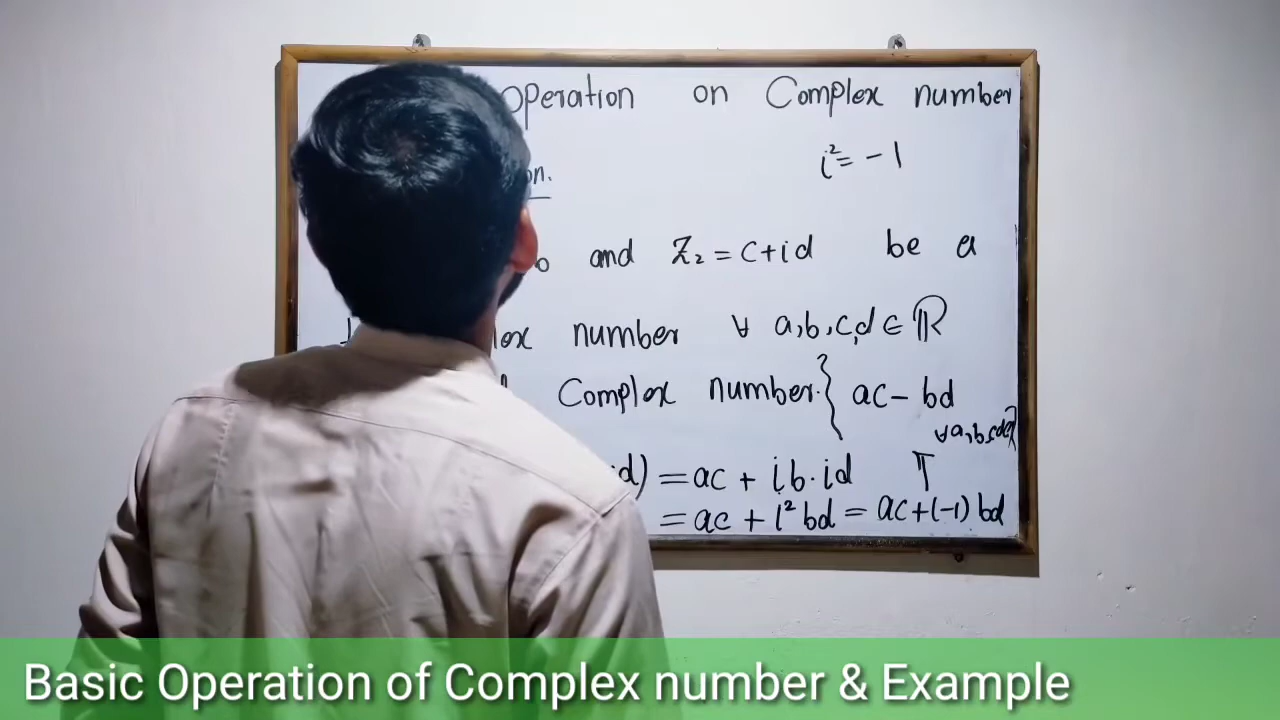 operation on Complex number
i² = -1
on.
and Z₂ = c+id be a
number ∀ a,b,c,d ∈ ℝ
Complex number. { ac - bd
∀a,b,c,d∈
id) = ac + ib.id
= ac + i² bd = ac+(-1) bd
Basic Operation of Complex number & Example